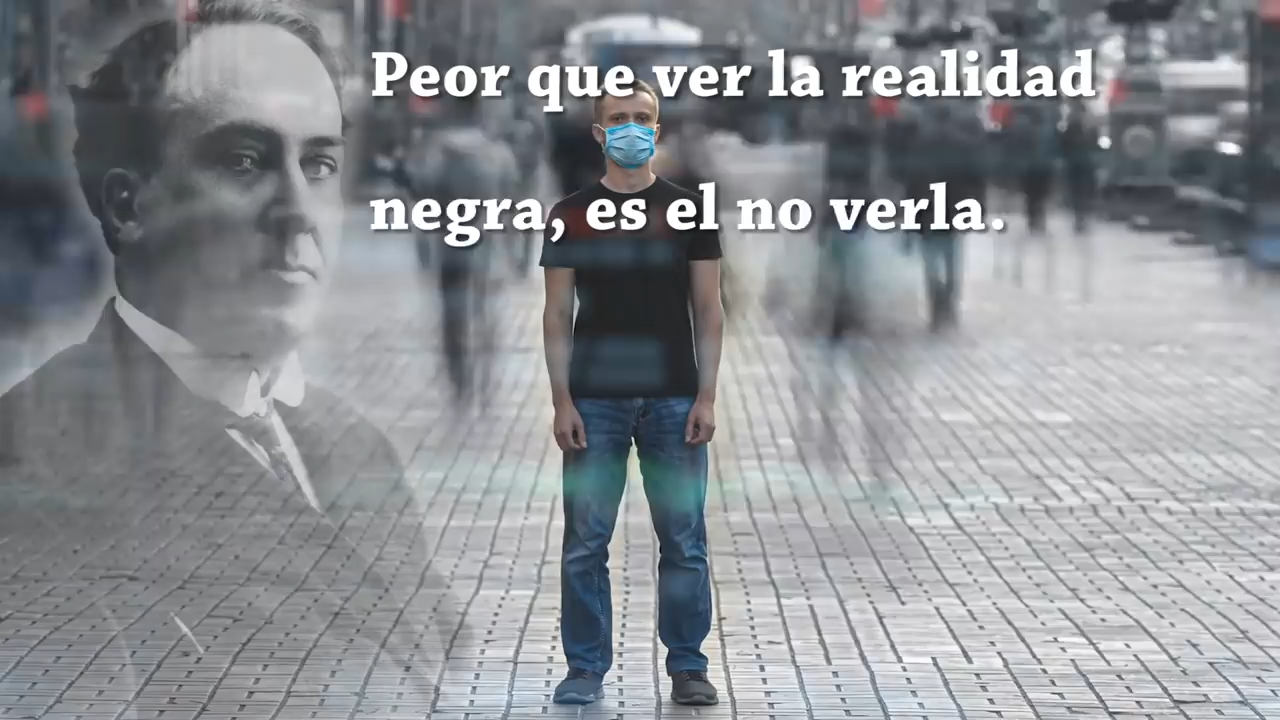 Peor que ver la realidad
negra, es el no verla.